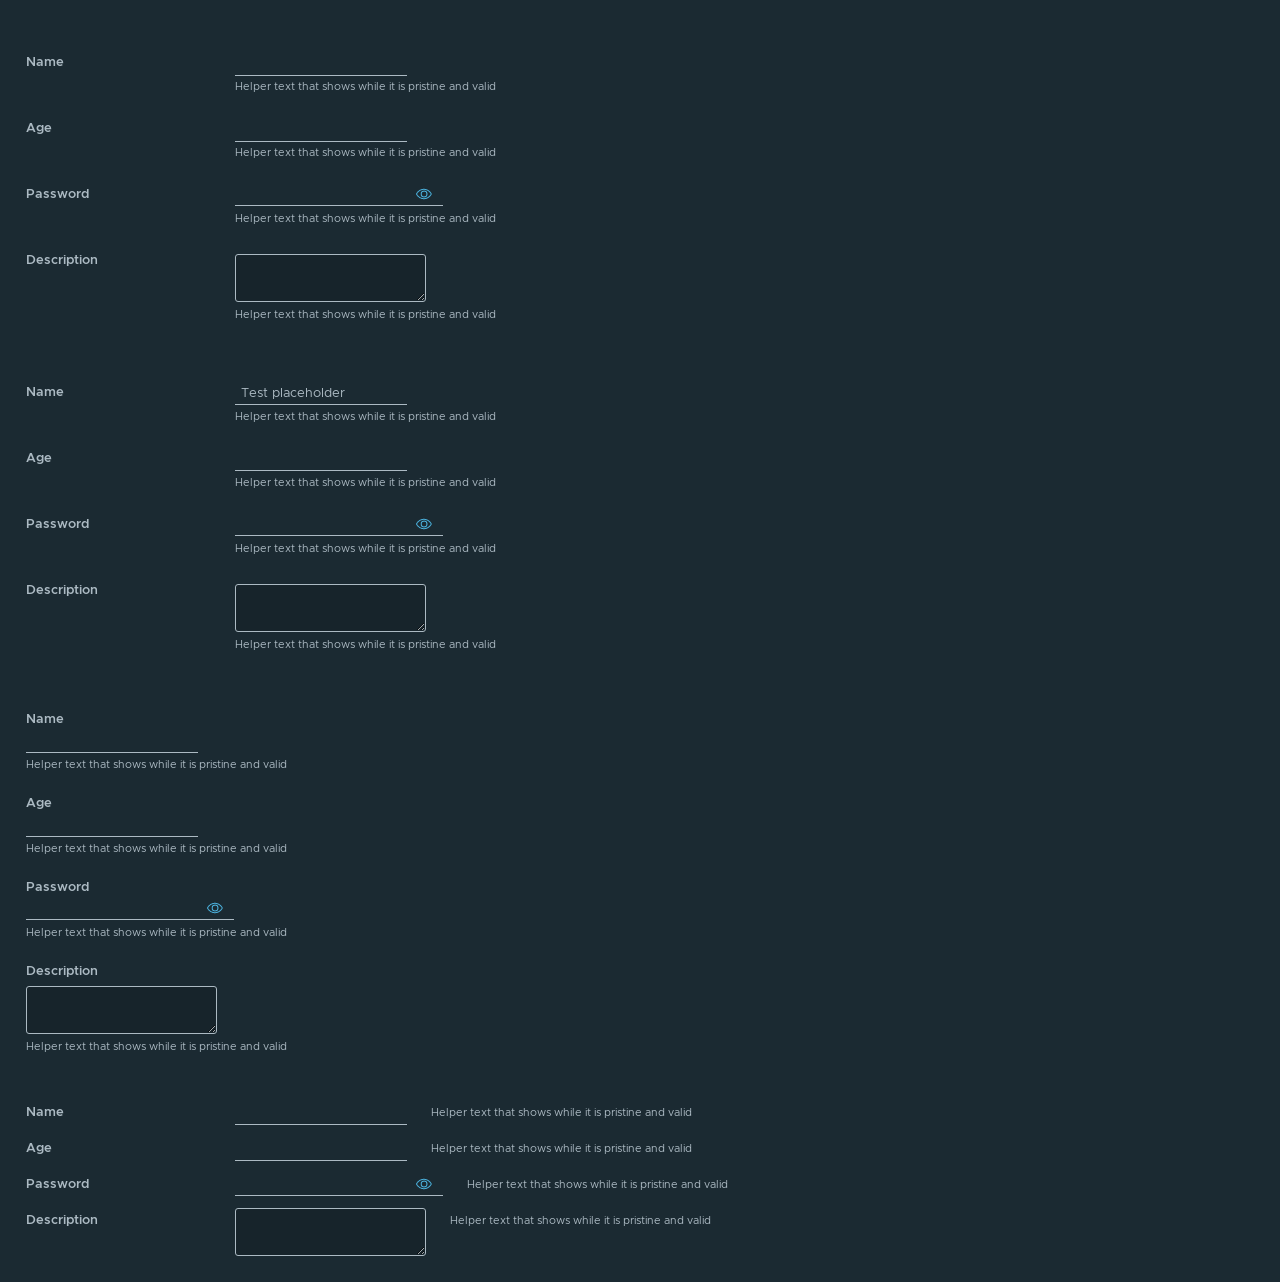 Name
Helper text that shows while it is pristine and valid
Age
Helper text that shows while it is pristine and valid
Password
Helper text that shows while it is pristine and valid
Description
Helper text that shows while it is pristine and valid
Name Test placeholder
Helper text that shows while it is pristine and valid
Age
Helper text that shows while it is pristine and valid
Password
Helper text that shows while it is pristine and valid
Description
Helper text that shows while it is pristine and valid
Name
Helper text that shows while it is pristine and valid
Age
Helper text that shows while it is pristine and valid
Password
Helper text that shows while it is pristine and valid
Description
Helper text that shows while it is pristine and valid
Name Helper text that shows while it is pristine and valid
Age Helper text that shows while it is pristine and valid
Password Helper text that shows while it is pristine and valid
Description Helper text that shows while it is pristine and valid